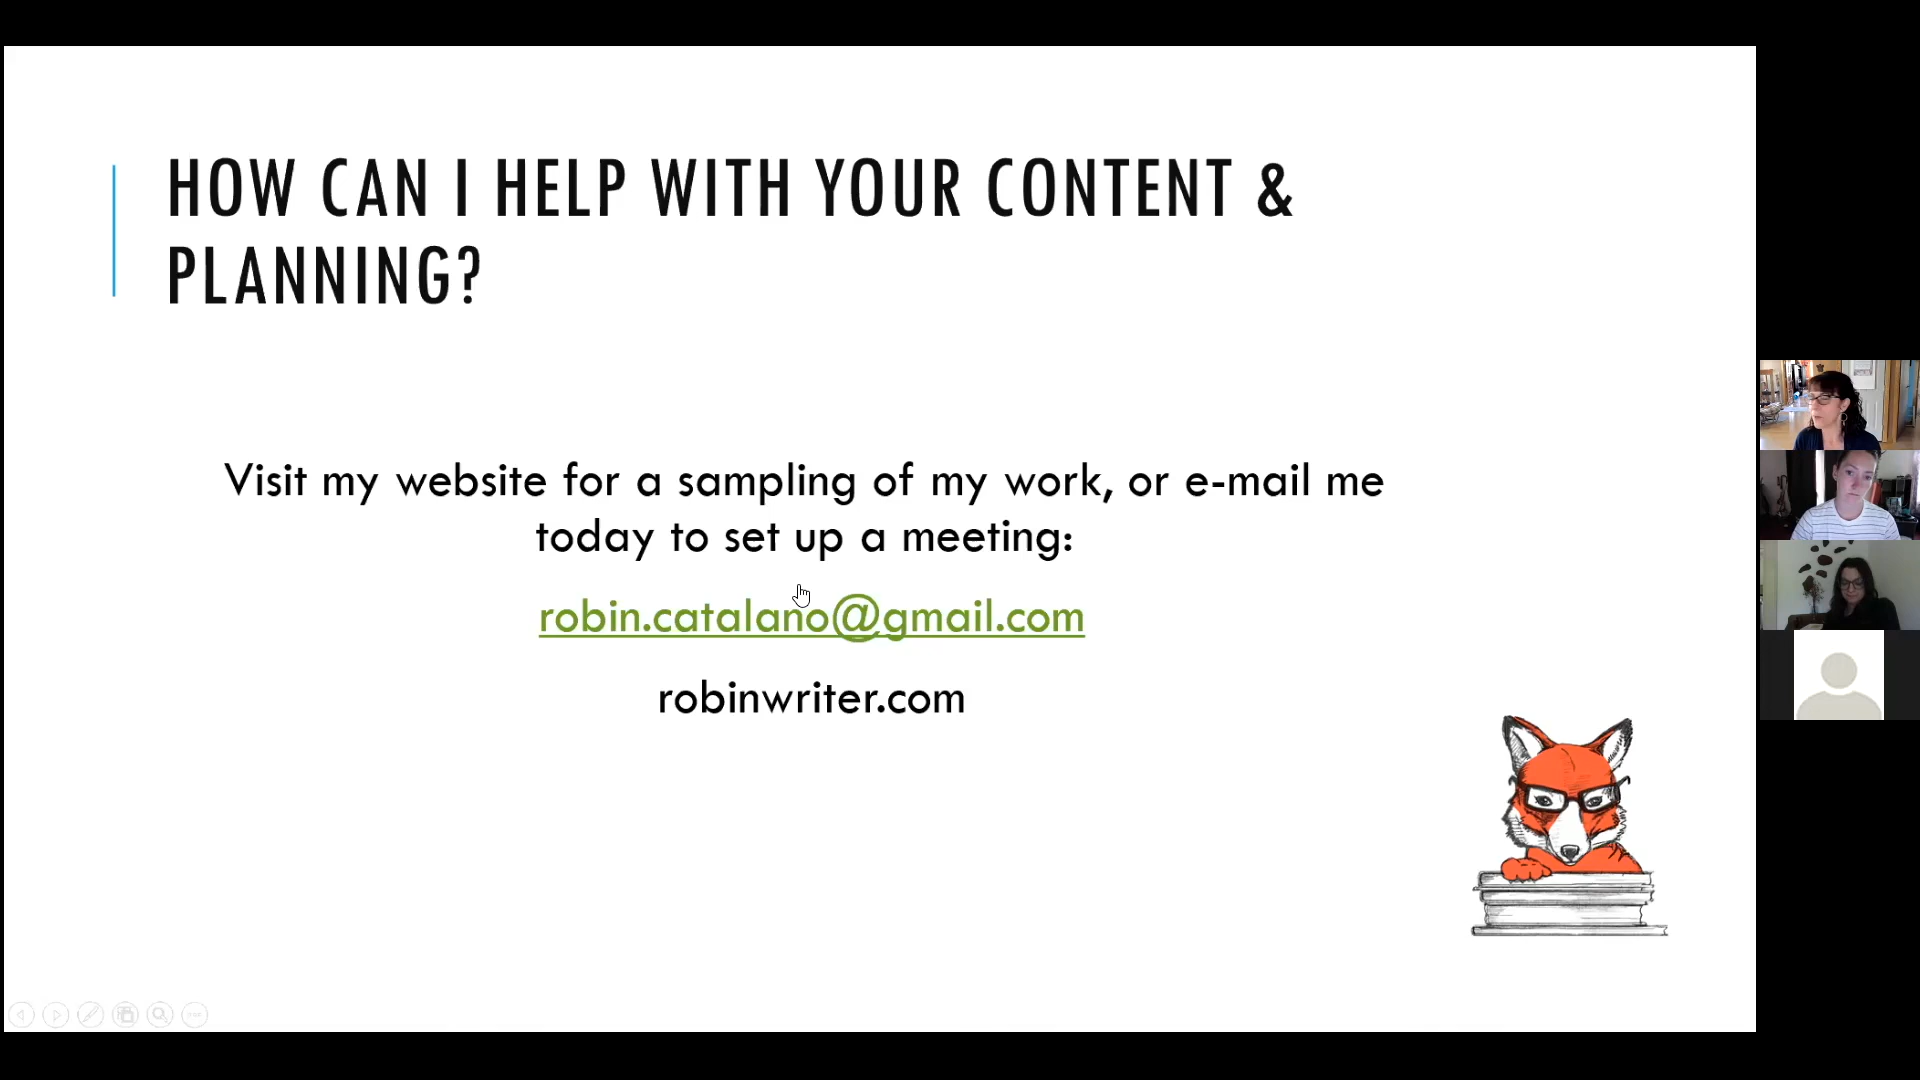 HOW CAN I HELP WITH YOUR CONTENT &
PLANNING?
Visit my website for a sampling of my work, or e-mail me
today to set up a meeting:
robin.catalano@gmail.com
robinwriter.com